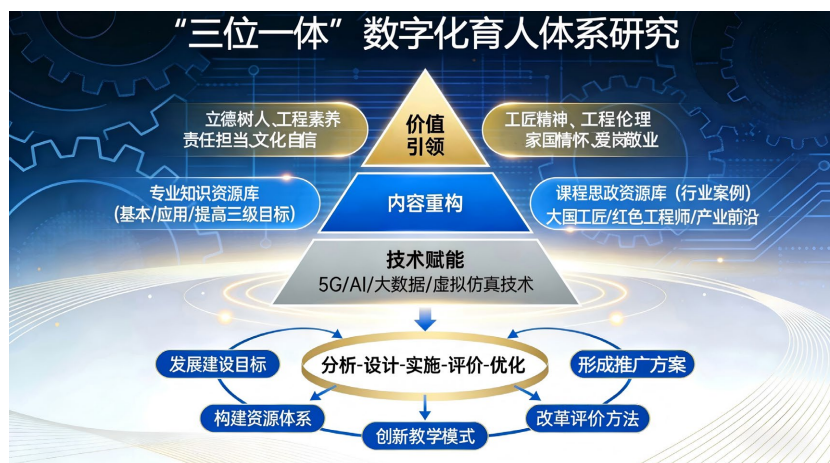 “三位一体”数字化育人体系研究
立德树人、工程素养
责任担当、文化自信
价值
引领
工匠精神、工程伦理
家国情怀、爱岗敬业
专业知识资源库
(基本/应用/提高三级目标)
内容重构
课程思政资源库（行业案例)
大国工匠/红色工程师/产业前沿
技术赋能
5G/AI/大数据/虚拟仿真技术
发展建设目标
分析-设计-实施-评价-优化
形成推广方案
构建资源体系
创新教学模式
改革评价方法